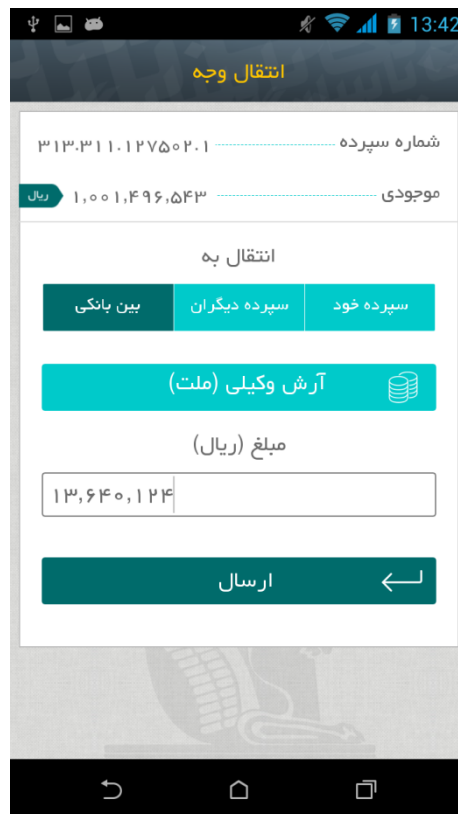 13:42
انتقال وجه
شماره سپرده ۳۱۳.۳۱۱.۱۲۷۵۰۲.۱
موجودی ۱,۰۰۱,۴۹۶,۵۴۳ ریال
انتقال به
سپرده خود سپرده دیگران بین بانکی
آرش وکیلی (ملت)
مبلغ (ریال)
۱۳,۶۴۰,۱۲۴
ارسال